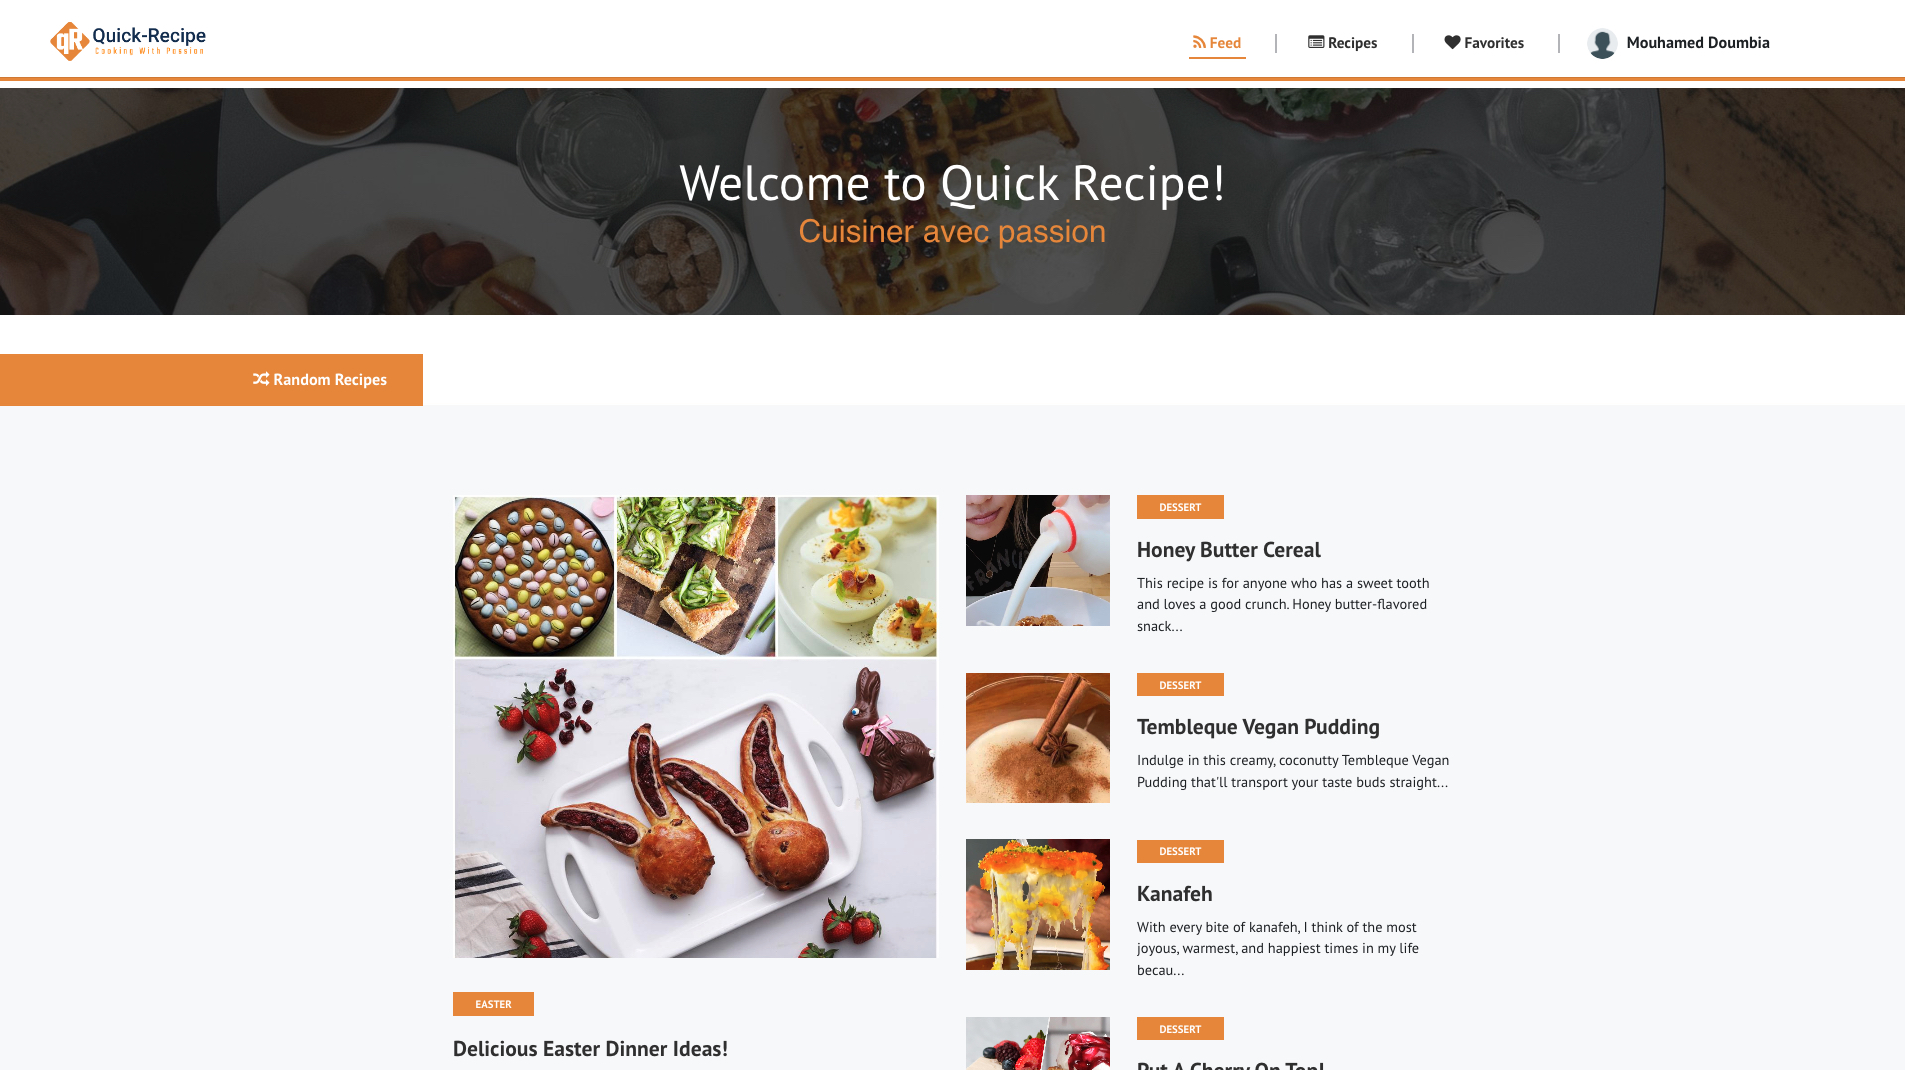 Quick-Recipe
Cooking With Passion
Feed
Recipes
Favorites
Mouhamed Doumbia
Welcome to Quick Recipe!
Cuisiner avec passion
Random Recipes
DESSERT
Honey Butter Cereal
This recipe is for anyone who has a sweet tooth
and loves a good crunch. Honey butter-flavored
snack...
DESSERT
Tembleque Vegan Pudding
Indulge in this creamy, coconutty Tembleque Vegan
Pudding that'll transport your taste buds straight...
DESSERT
Kanafeh
With every bite of kanafeh, I think of the most
joyous, warmest, and happiest times in my life
becau...
EASTER
Delicious Easter Dinner Ideas!
DESSERT
Put A Cherry On Top!